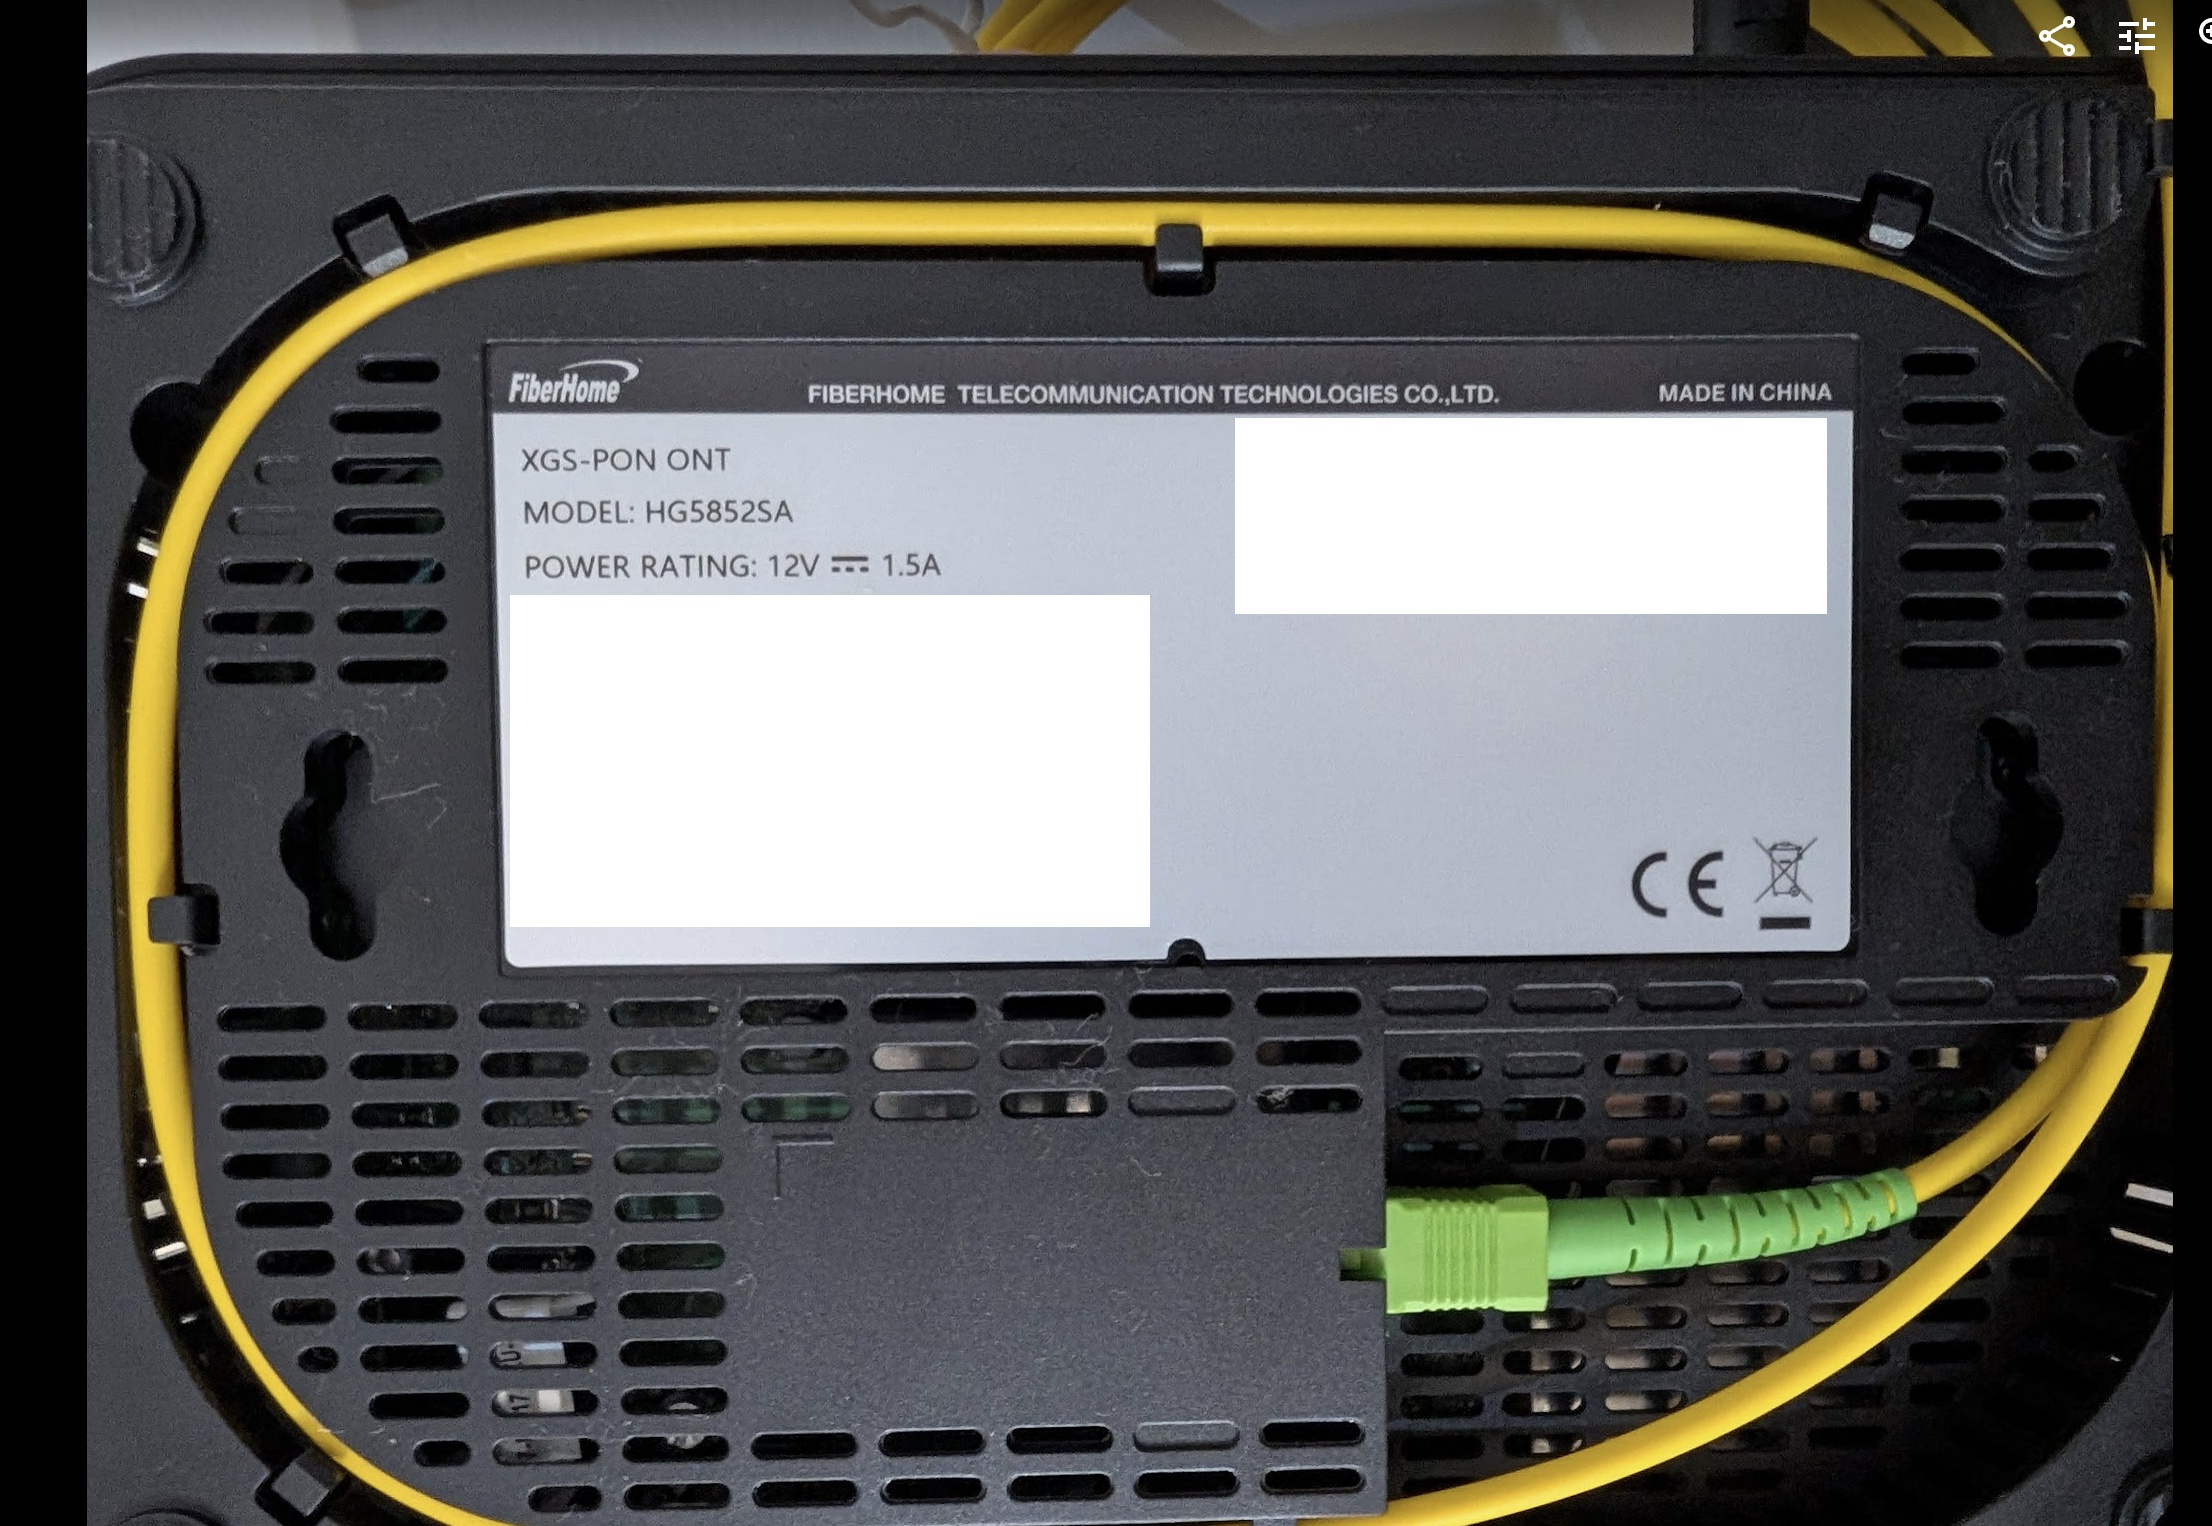 FiberHome
FIBERHOME TELECOMMUNICATION TECHNOLOGIES CO.,LTD.
MADE IN CHINA
XGS-PON ONT
MODEL: HG5852SA
POWER RATING: 12V ⎓ 1.5A
CE
17